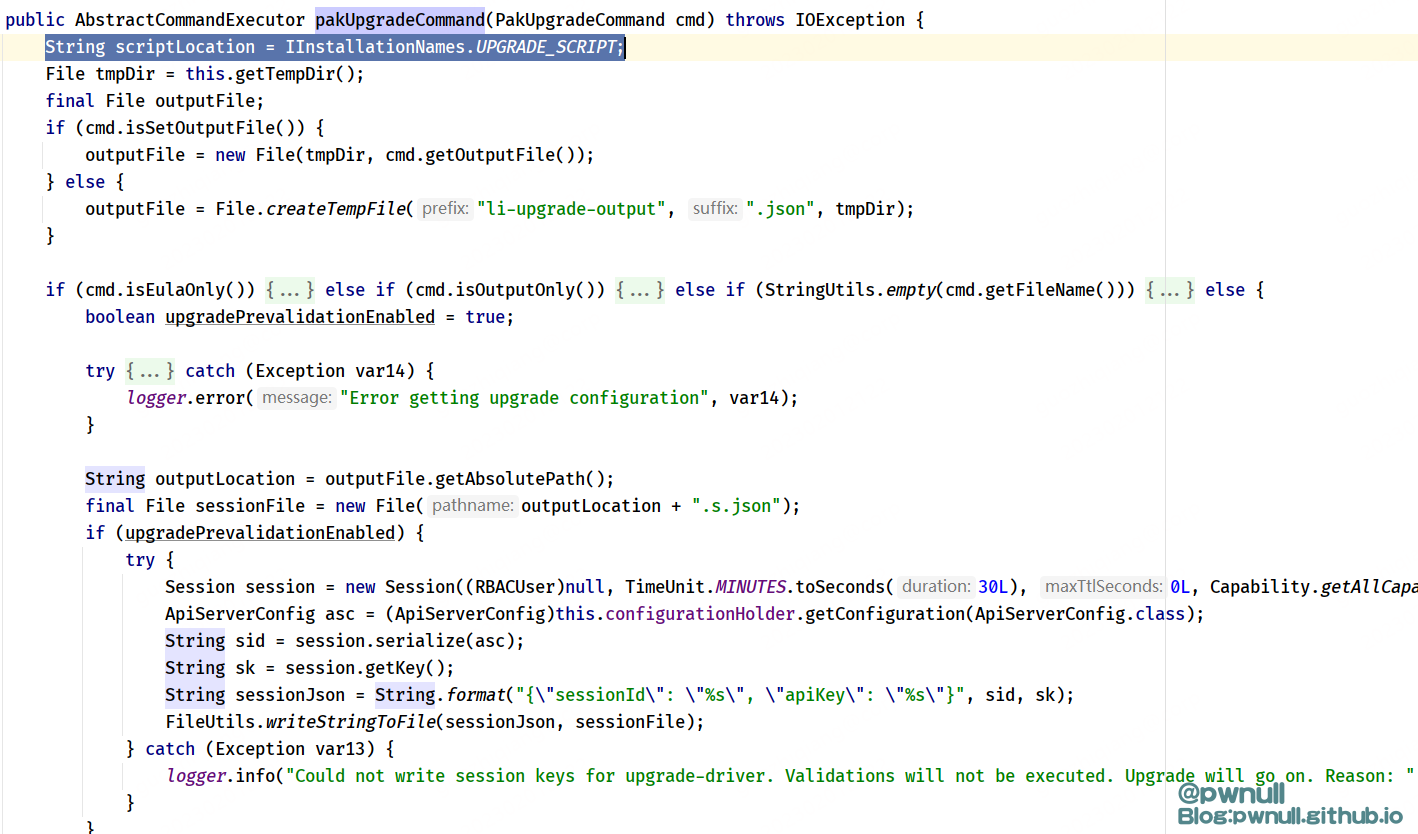 public AbstractCommandExecutor pakUpgradeCommand(PakUpgradeCommand cmd) throws IOException {
    String scriptLocation = IInstallationNames.UPGRADE_SCRIPT;
    File tmpDir = this.getTempDir();
    final File outputFile;
    if (cmd.isSetOutputFile()) {
        outputFile = new File(tmpDir, cmd.getOutputFile());
    } else {
        outputFile = File.createTempFile( prefix: "li-upgrade-output", suffix: ".json", tmpDir);
    }

    if (cmd.isEulaOnly()) {...} else if (cmd.isOutputOnly()) {...} else if (StringUtils.empty(cmd.getFileName())) {...} else {
        boolean upgradePrevalidationEnabled = true;

        try {...} catch (Exception var14) {
            logger.error( message: "Error getting upgrade configuration", var14);
        }

        String outputLocation = outputFile.getAbsolutePath();
        final File sessionFile = new File( pathname: outputLocation + ".s.json");
        if (upgradePrevalidationEnabled) {
            try {
                Session session = new Session((RBACUser)null, TimeUnit.MINUTES.toSeconds( duration: 30L), maxTtlSeconds: 0L, Capability.getAllCapa
                ApiServerConfig asc = (ApiServerConfig)this.configurationHolder.getConfiguration(ApiServerConfig.class);
                String sid = session.serialize(asc);
                String sk = session.getKey();
                String sessionJson = String.format("{\"sessionId\": \"%s\", \"apiKey\": \"%s\"}", sid, sk);
                FileUtils.writeStringToFile(sessionJson, sessionFile);
            } catch (Exception var13) {
                logger.info("Could not write session keys for upgrade-driver. Validations will not be executed. Upgrade will go on. Reason: "
            }
        }
@pwnull
Blog:pwnull.github.io